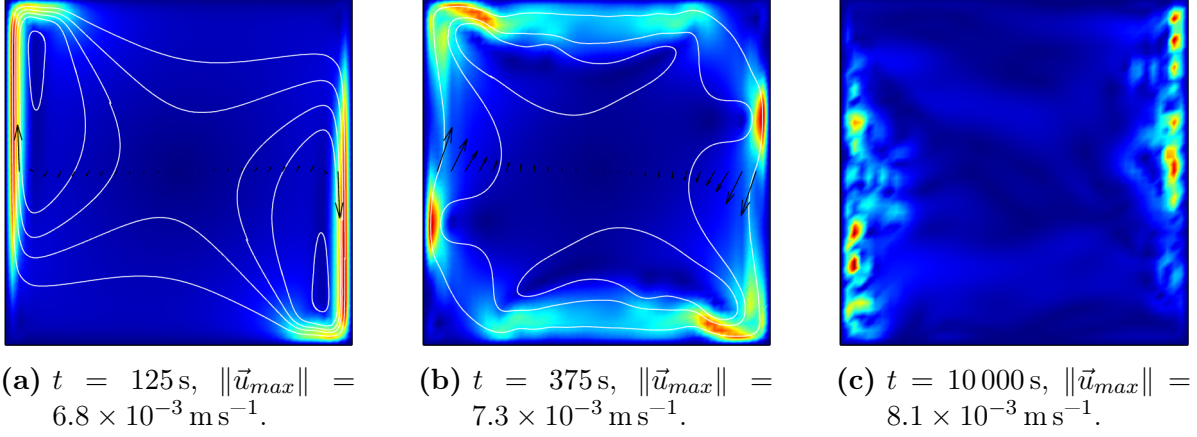 (a) t = 125 s, ‖u⃗max‖ =
6.8 × 10⁻³ m s⁻¹.
(b) t = 375 s, ‖u⃗max‖ =
7.3 × 10⁻³ m s⁻¹.
(c) t = 10 000 s, ‖u⃗max‖ =
8.1 × 10⁻³ m s⁻¹.